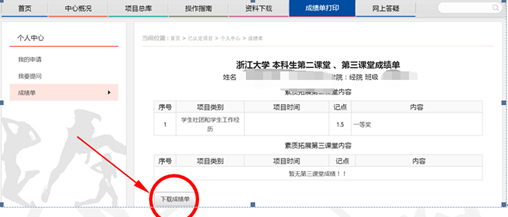 首页 中心概况 项目总库 操作指南 资料下载 成绩单打印 网上答疑
个人中心
我的申请
我要提问
成绩单
当前位置：首页 > 已认定项目 > 个人中心 > 成绩单
浙江大学 本科生第二课堂、第三课堂成绩单
姓名 学院：经院 班级
素质拓展第二课堂内容
序号 项目类别 项目时间 记点 内容
1 学生社团和学生工作经历 1.5 一等奖
素质拓展第三课堂内容
序号 项目类别 项目时间 记点 内容
暂无第三课堂成绩！！
下载成绩单